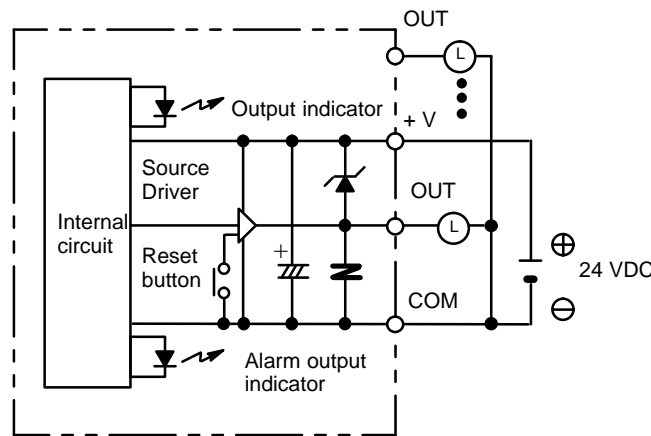 OUT
L
Output indicator
+ V
Source
Driver
OUT
Internal
circuit
L
Reset
button
+
24 VDC
COM
Alarm output
indicator